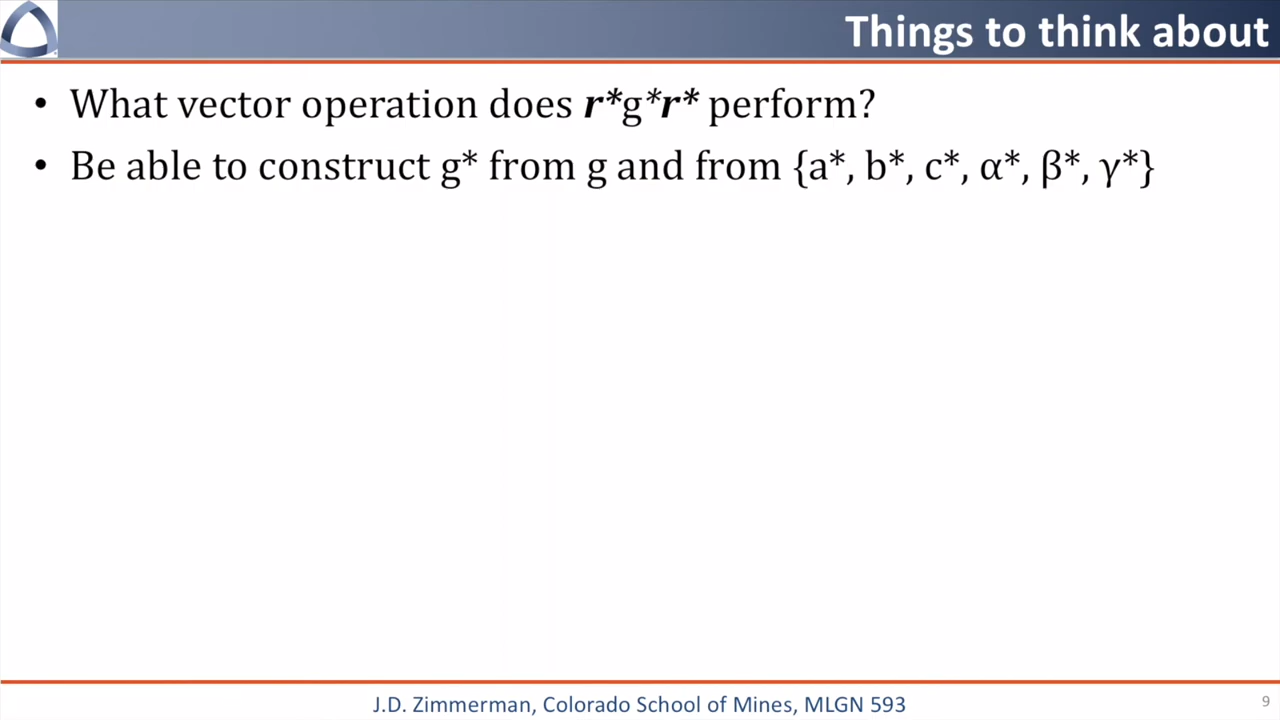 Things to think about
• What vector operation does r*g*r* perform?
• Be able to construct g* from g and from {a*, b*, c*, α*, β*, γ*}
J.D. Zimmerman, Colorado School of Mines, MLGN 593
9